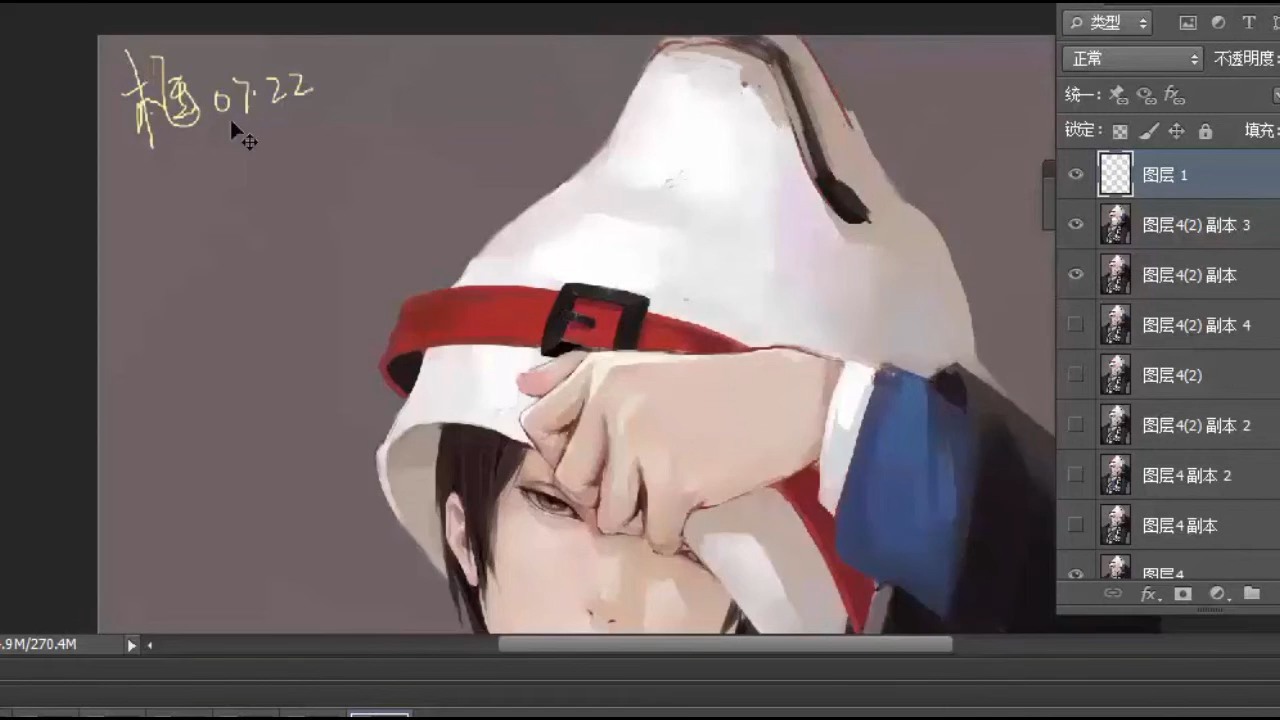 07.22
类型
正常
不透明度:
统一:
锁定:
填充:
图层 1
图层4(2) 副本 3
图层4(2) 副本
图层4(2) 副本 4
图层4(2)
图层4(2) 副本 2
图层4 副本 2
图层4 副本
图层4
.9M/270.4M